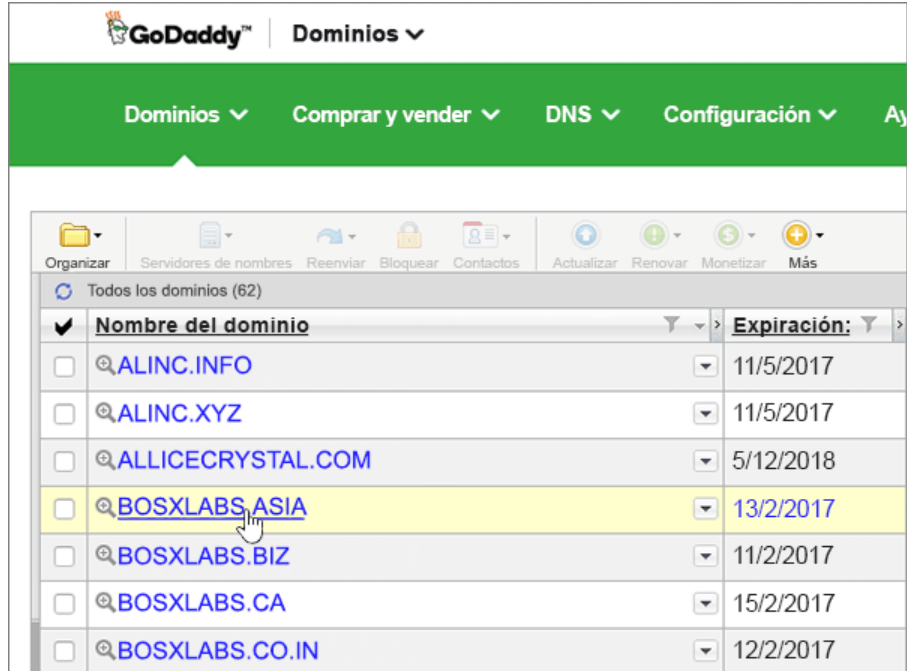 GoDaddy™ Dominios
Dominios Comprar y vender DNS Configuración Ay
Organizar Servidores de nombres Reenviar Bloquear Contactos Actualizar Renovar Monetizar Más
Todos los dominios (62)
Nombre del dominio Expiración:
ALINC.INFO 11/5/2017
ALINC.XYZ 11/5/2017
ALLICECRYSTAL.COM 5/12/2018
BOSXLABS.ASIA 13/2/2017
BOSXLABS.BIZ 11/2/2017
BOSXLABS.CA 15/2/2017
BOSXLABS.CO.IN 12/2/2017